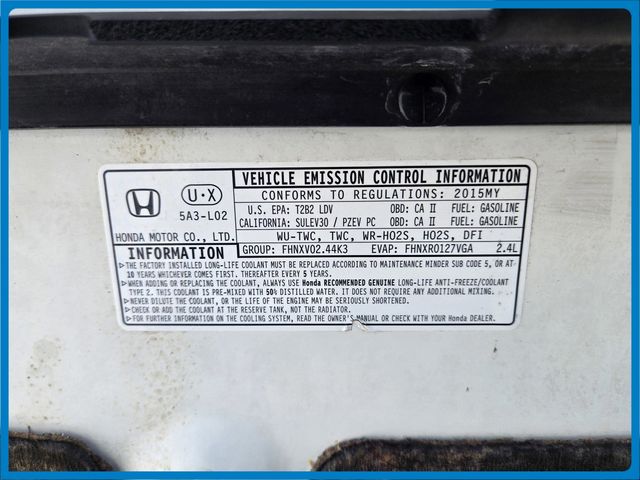 VEHICLE EMISSION CONTROL INFORMATION
U·X
CONFORMS TO REGULATIONS: 2015MY
5A3-L02
U.S. EPA: T2B2 LDV OBD: CA II FUEL: GASOLINE
CALIFORNIA: SULEV30 / PZEV PC OBD: CA II FUEL: GASOLINE
HONDA MOTOR CO., LTD.
WU-TWC, TWC, WR-HO2S, HO2S, DFI
GROUP: FHNXV02.44K3 EVAP: FHNXR0127VGA 2.4L
INFORMATION
▷THE FACTORY INSTALLED LONG-LIFE COOLANT MUST BE REPLACED ACCORDING TO MAINTENANCE MINDER SUB CODE 5, OR AT
10 YEARS WHICHEVER COMES FIRST. THEREAFTER EVERY 5 YEARS.
▷WHEN ADDING OR REPLACING THE COOLANT, ALWAYS USE Honda RECOMMENDED GENUINE LONG-LIFE ANTI-FREEZE/COOLANT
TYPE 2. THIS COOLANT IS PRE-MIXED WITH 50% DISTILLED WATER. IT DOES NOT REQUIRE ANY ADDITIONAL MIXING.
▷NEVER DILUTE THE COOLANT, OR THE LIFE OF THE ENGINE MAY BE SERIOUSLY SHORTENED.
▷CHECK OR ADD THE COOLANT AT THE RESERVE TANK, NOT THE RADIATOR.
▷FOR FURTHER INFORMATION ON THE COOLING SYSTEM, READ THE OWNER'S MANUAL OR CHECK WITH YOUR Honda DEALER.